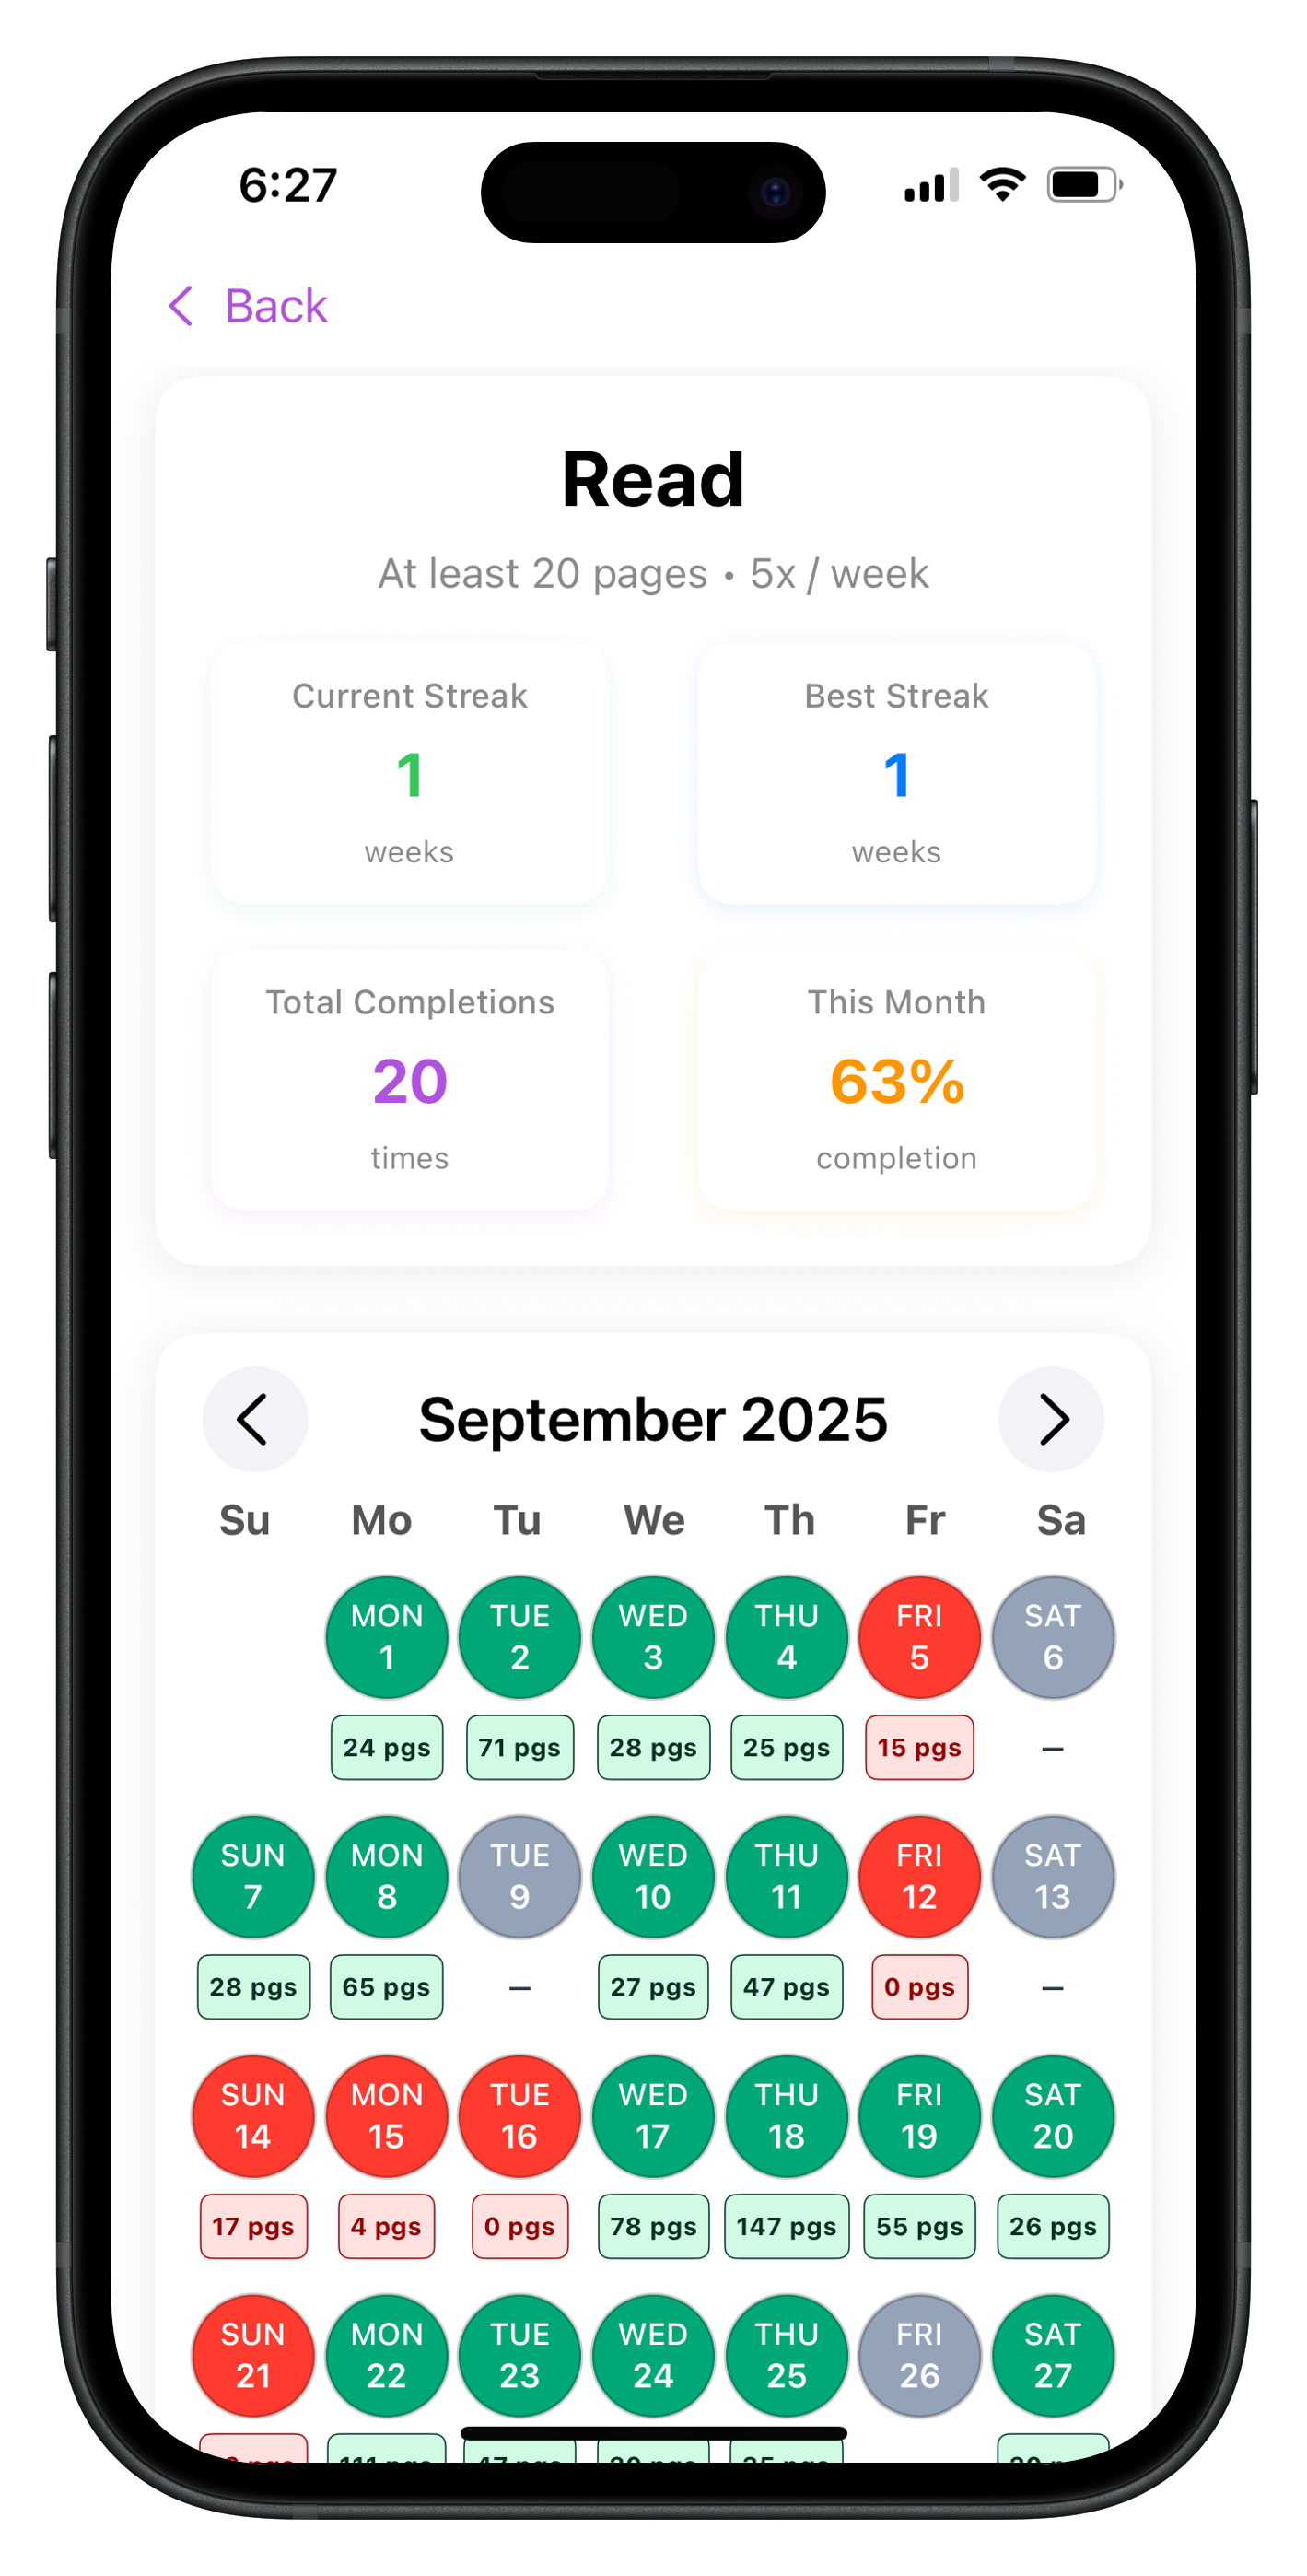 6:27
Back
Read
At least 20 pages • 5x / week
Current Streak Best Streak
1 1
weeks weeks
Total Completions This Month
20 63%
times completion
September 2025
Su Mo Tu We Th Fr Sa
MON TUE WED THU FRI SAT
1 2 3 4 5 6
24 pgs 71 pgs 28 pgs 25 pgs 15 pgs –
SUN MON TUE WED THU FRI SAT
7 8 9 10 11 12 13
28 pgs 65 pgs – 27 pgs 47 pgs 0 pgs –
SUN MON TUE WED THU FRI SAT
14 15 16 17 18 19 20
17 pgs 4 pgs 0 pgs 78 pgs 147 pgs 55 pgs 26 pgs
SUN MON TUE WED THU FRI SAT
21 22 23 24 25 26 27